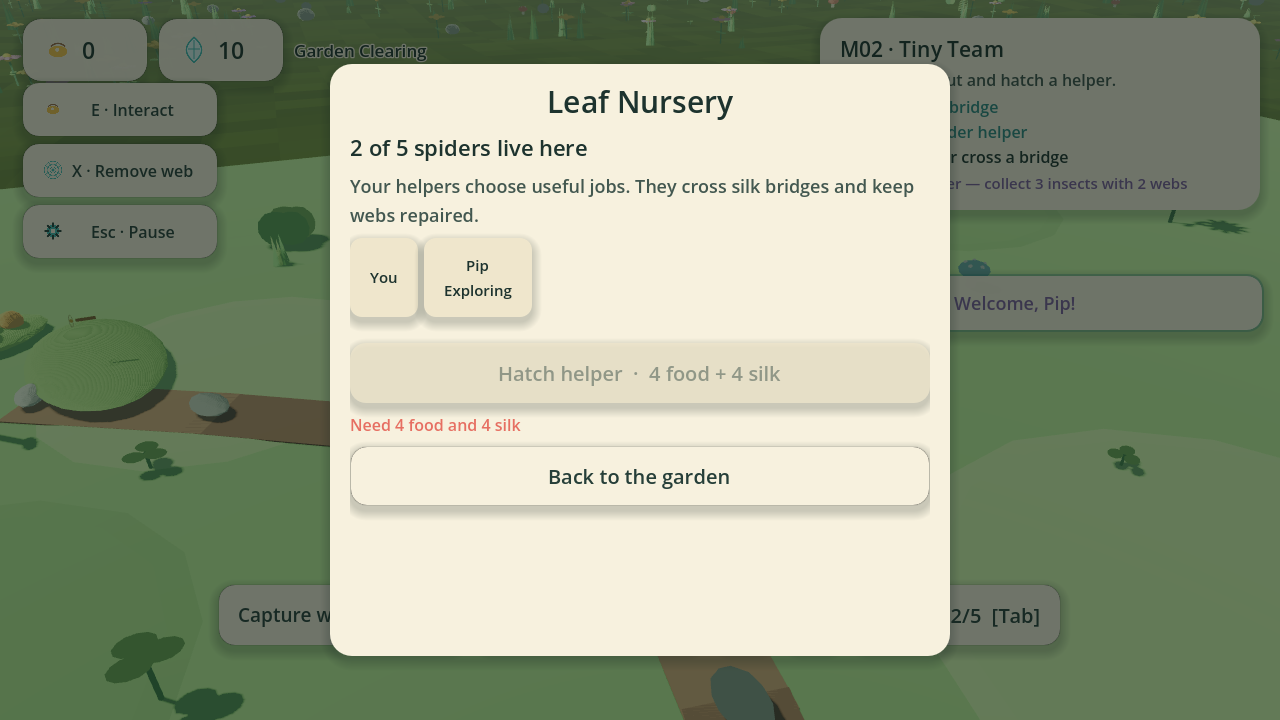 0
10
Garden Clearing
E · Interact
X · Remove web
Esc · Pause
M02 · Tiny Team
and hatch a helper.
bridge
helper
cross a bridge
— collect 3 insects with 2 webs
Welcome, Pip!
Leaf Nursery
2 of 5 spiders live here
Your helpers choose useful jobs. They cross silk bridges and keep
webs repaired.
You
Pip
Exploring
Hatch helper · 4 food + 4 silk
Need 4 food and 4 silk
Back to the garden
Capture
2/5 [Tab]